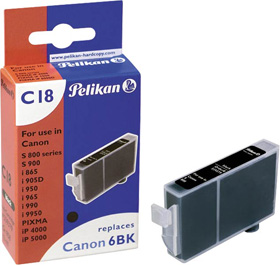 www.pelikan-hardcopy.com
C18
Pelikan
For use in
Canon
S 800 series
S 900
i 865
i 905D
i 950
i 965
i 990
i 9950
PIXMA
iP 4000
iP 5000
replaces
Canon 6BK
Pelikan